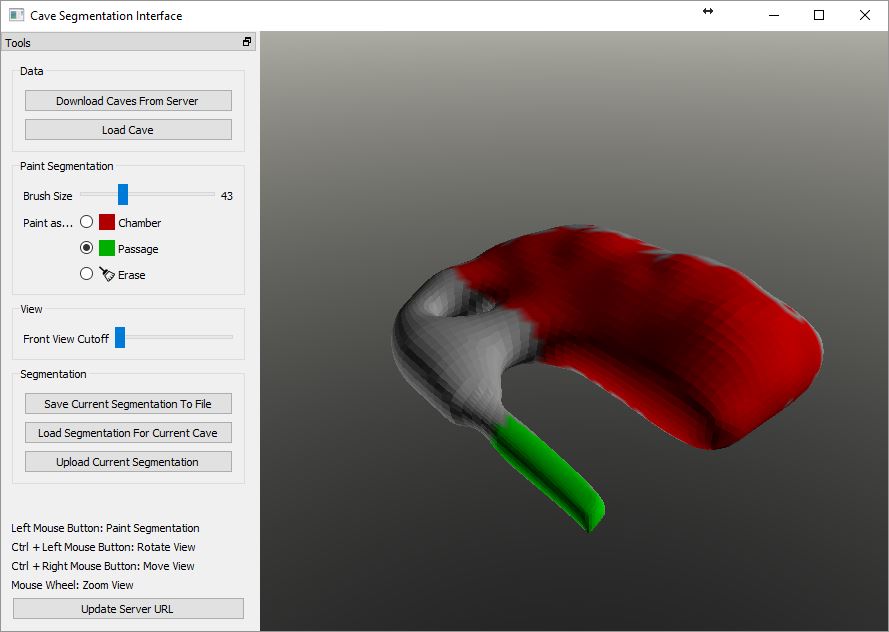 Cave Segmentation Interface
Tools
Data
Download Caves From Server
Load Cave
Paint Segmentation
Brush Size 43
Paint as... Chamber
Passage
Erase
View
Front View Cutoff
Segmentation
Save Current Segmentation To File
Load Segmentation For Current Cave
Upload Current Segmentation
Left Mouse Button: Paint Segmentation
Ctrl + Left Mouse Button: Rotate View
Ctrl + Right Mouse Button: Move View
Mouse Wheel: Zoom View
Update Server URL